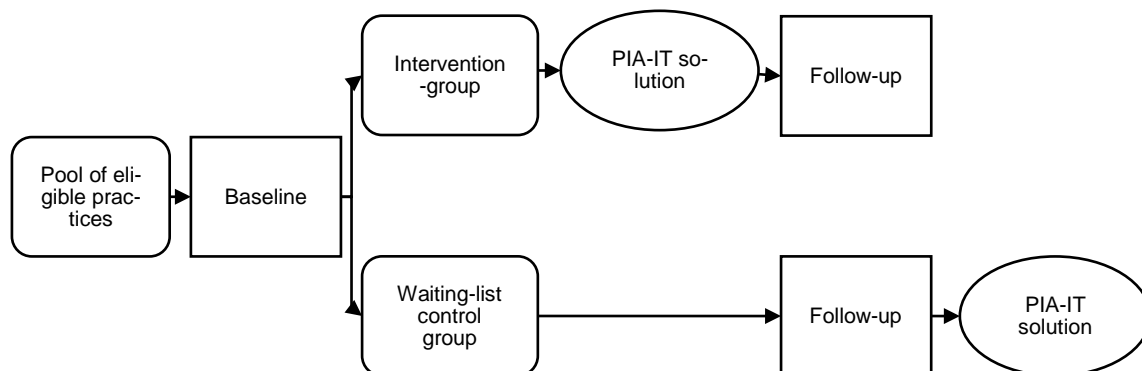 Intervention
-group
PIA-IT so-
lution
Follow-up
Pool of eli-
gible prac-
tices
Baseline
Waiting-list
control
group
Follow-up
PIA-IT
solution